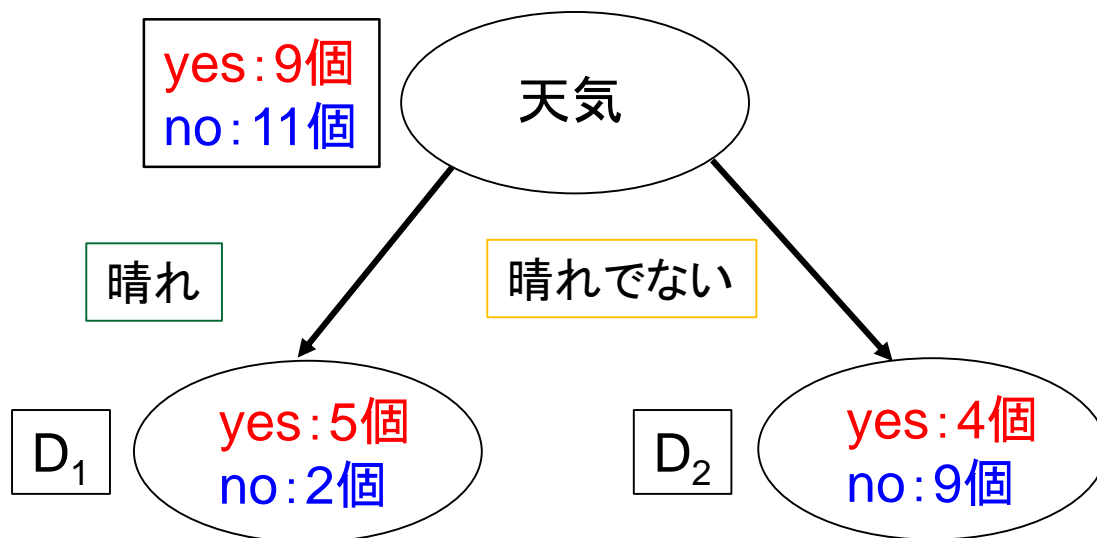 yes：9個
no：11個
天気
晴れ
晴れでない
D₁
yes：5個
no：2個
D₂
yes：4個
no：9個